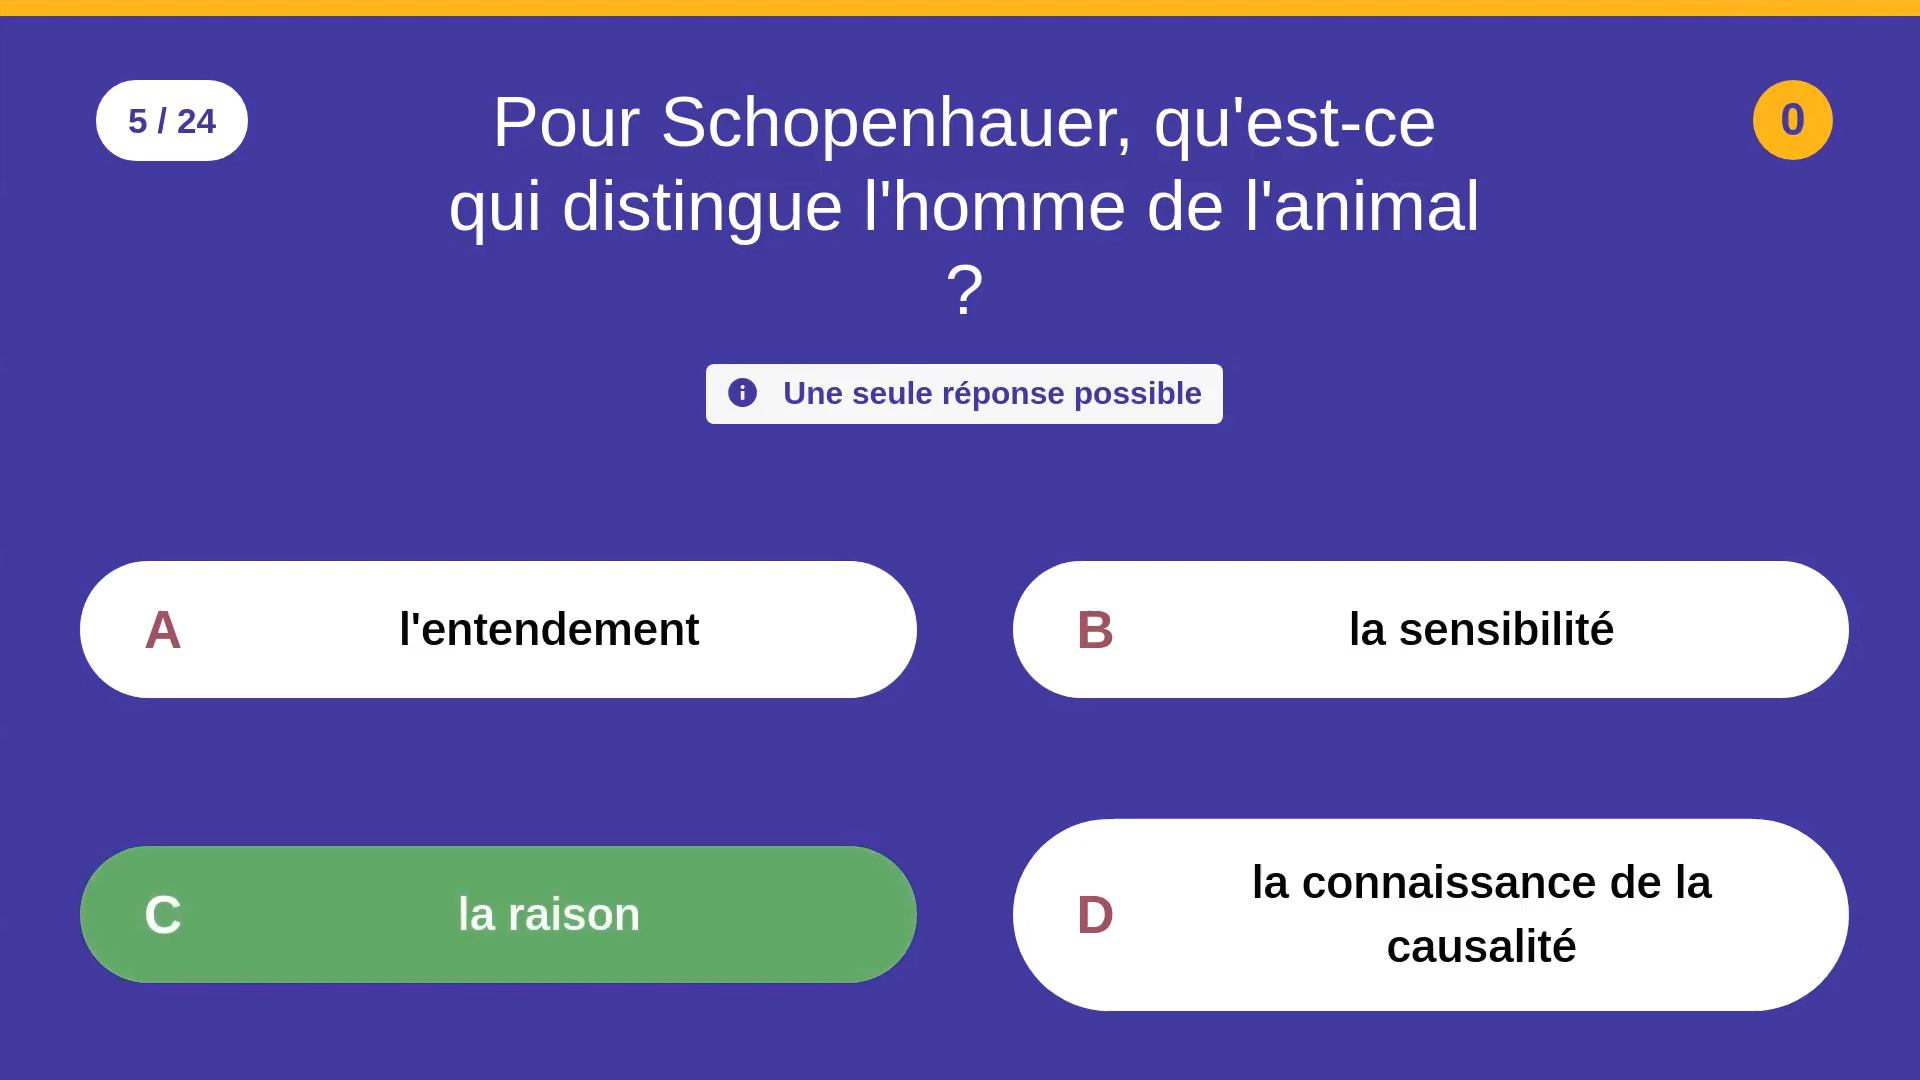 5 / 24
Pour Schopenhauer, qu'est-ce
qui distingue l'homme de l'animal
?
0
Une seule réponse possible
A
l'entendement
B
la sensibilité
C
la raison
D
la connaissance de la
causalité